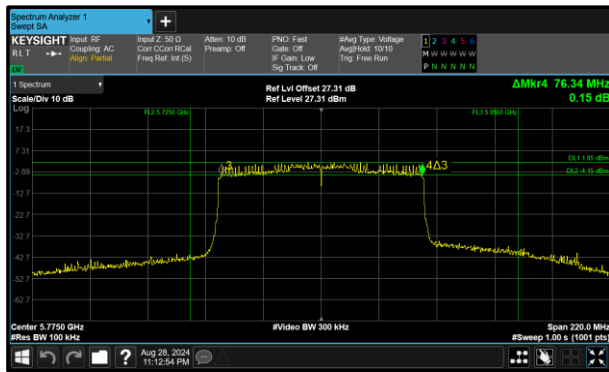 Spectrum Analyzer 1
Swept SA
+
KEYSIGHT Input: RF Input Z: 50 Ω Atten: 10 dB PNO: Fast #Avg Type: Voltage 1 2 3 4 5 6
RLT Coupling: AC Corr CCorr RCal Preamp: Off Gate: Off Avg|Hold: 10/10 M W W W W W
Align: Partial Freq Ref: Int (S) IF Gain: Low Trig: Free Run P N N N N N
Sig Track: Off
1 Spectrum ΔMkr4 76.34 MHz
Ref Lvl Offset 27.31 dB
Scale/Div 10 dB Ref Level 27.31 dBm 0.15 dB
Log FL2 5.7250 GHz FL3 5.8500 GHz
17.3
7.31
3 4Δ3 DL1 1.85 dBm
-2.69 DL2 -4.15 dBm
-12.7
-22.7
-32.7
-42.7
-52.7
-62.7
Center 5.7750 GHz #Video BW 300 kHz Span 220.0 MHz
#Res BW 100 kHz #Sweep 1.00 s (1001 pts)
? Aug 28, 2024
11:12:54 PM